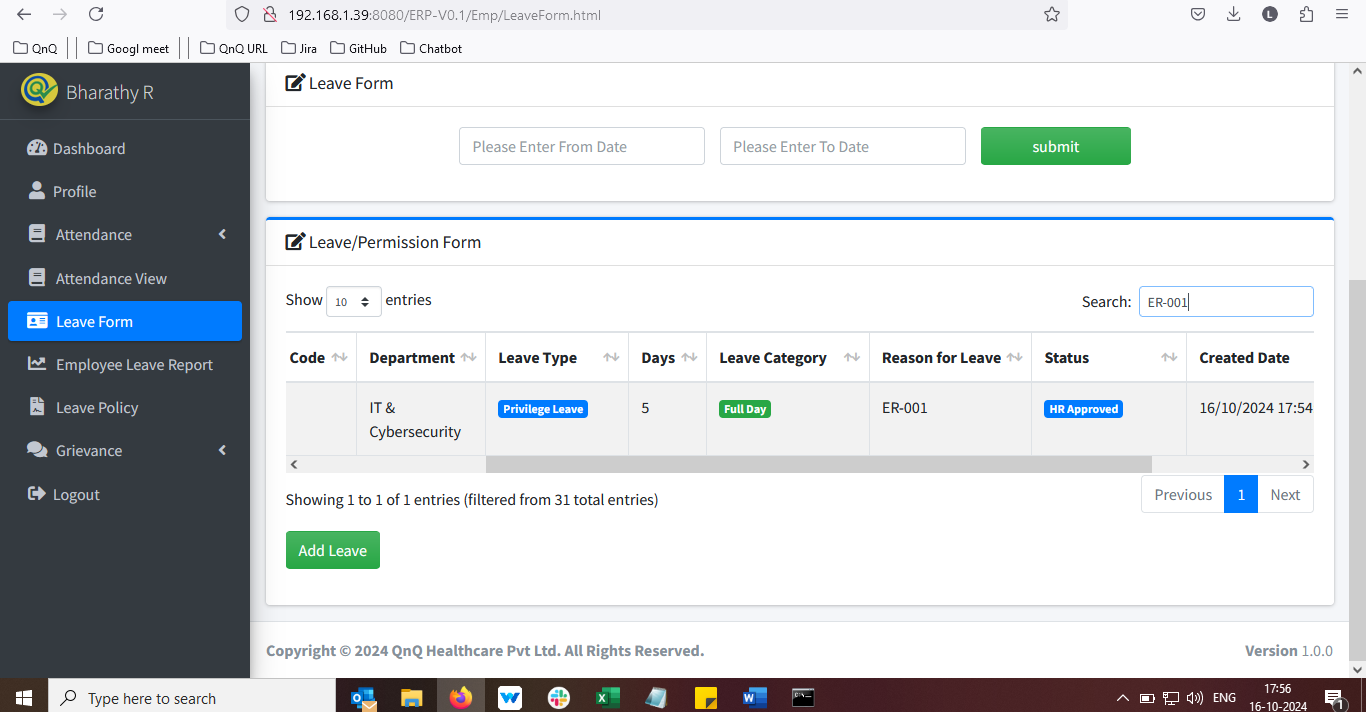 192.168.1.39:8080/ERP-V0.1/Emp/LeaveForm.html
L
QnQ
Googl meet
QnQ URL
Jira
GitHub
Chatbot
Bharathy R
Dashboard
Profile
Attendance
Attendance View
Leave Form
Employee Leave Report
Leave Policy
Grievance
Logout
Leave Form
Please Enter From Date
Please Enter To Date
submit
Leave/Permission Form
Show 10 entries
Search: ER-001
Code Department Leave Type Days Leave Category Reason for Leave Status Created Date
IT & Privilege Leave 5 Full Day ER-001 HR Approved 16/10/2024 17:54
Cybersecurity
Showing 1 to 1 of 1 entries (filtered from 31 total entries)
Previous 1 Next
Add Leave
Copyright © 2024 QnQ Healthcare Pvt Ltd. All Rights Reserved.
Version 1.0.0
Type here to search
ENG
17:56
16-10-2024
1